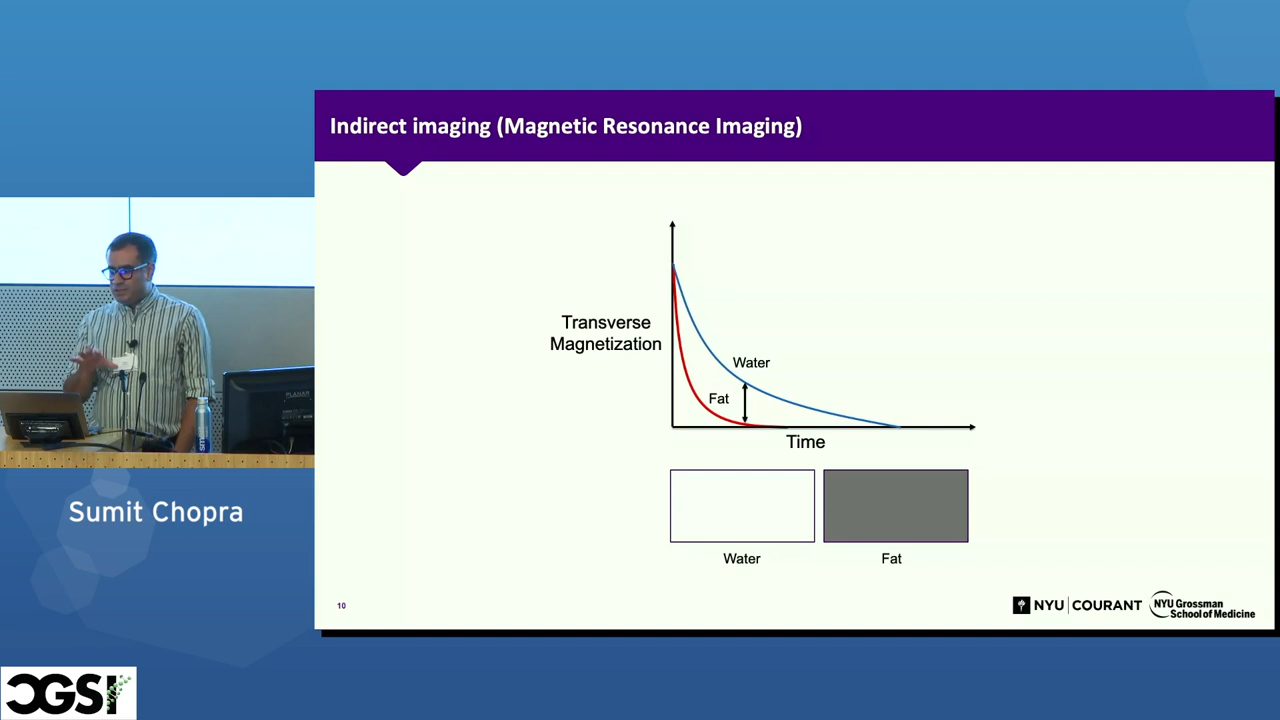 Indirect imaging (Magnetic Resonance Imaging)
Transverse
Magnetization
Water
Fat
Time
Water
Fat
10
NYU COURANT
NYU Grossman
School of Medicine
PLANAR
Sumit Chopra
CGSI